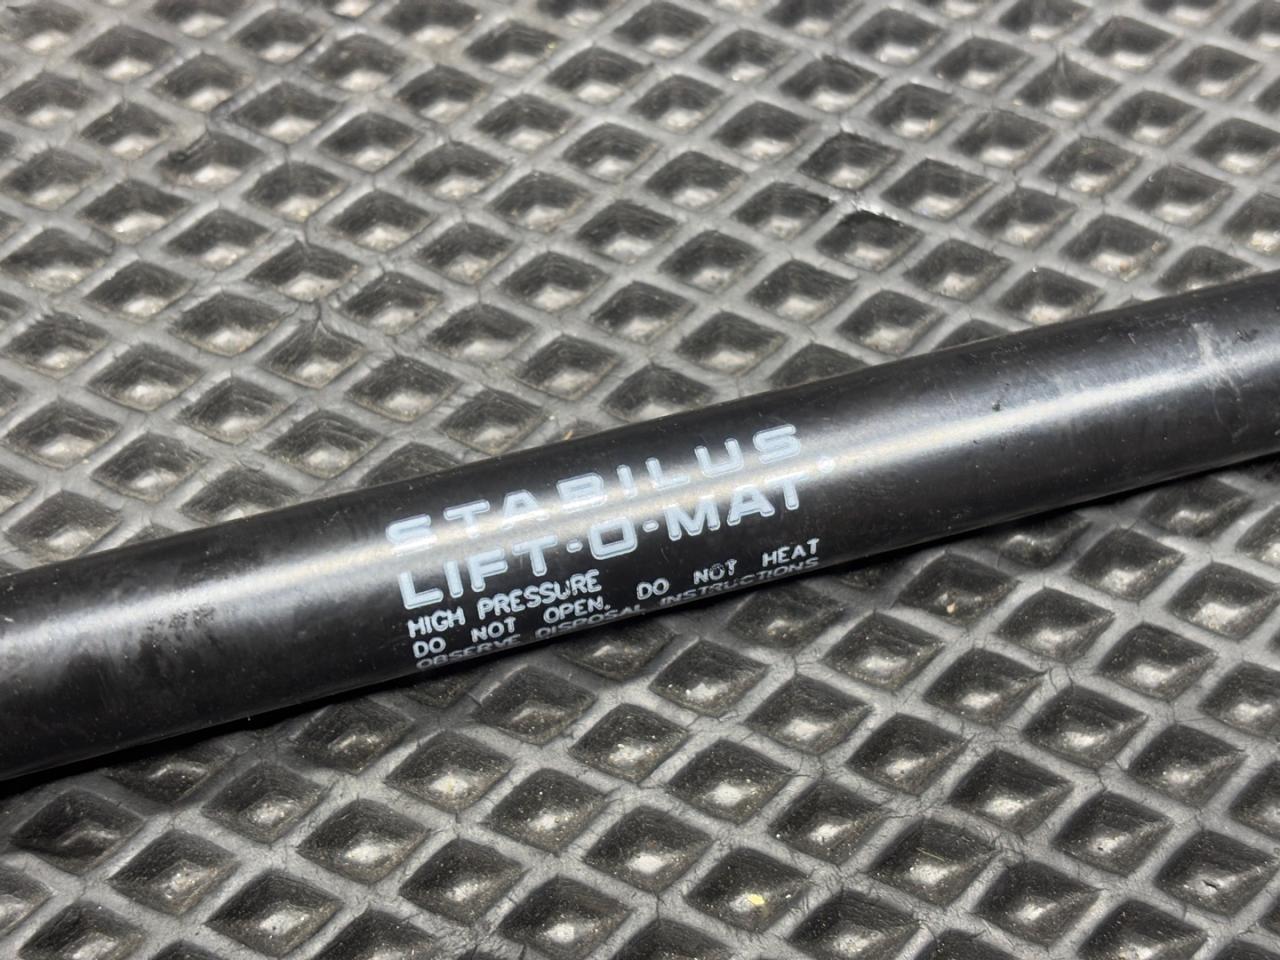 STABILUS
LIFT-O-MAT
HIGH PRESSURE DO NOT HEAT
DO NOT OPEN.
OBSERVE DISPOSAL INSTRUCTIONS